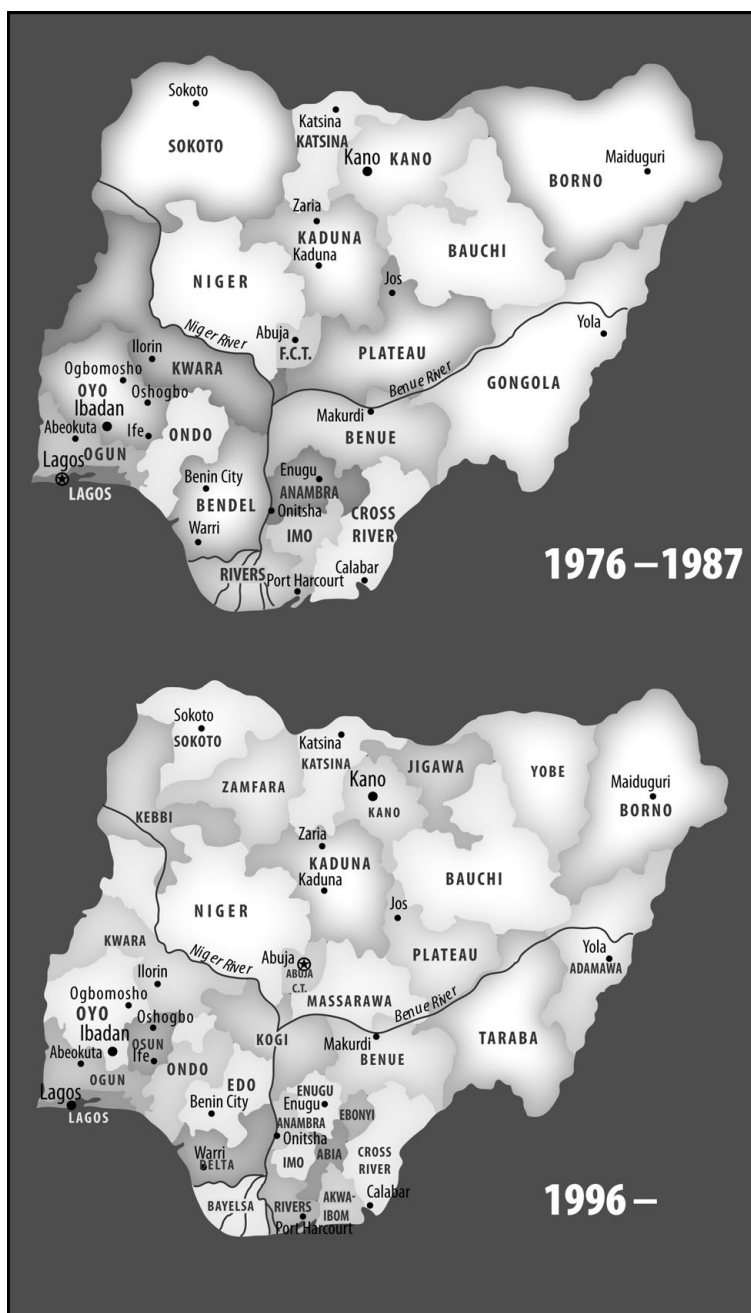 Sokoto
SOKOTO
Katsina
KATSINA
Kano
KANO
Maiduguri
BORNO
Zaria
KADUNA
Kaduna
BAUCHI
NIGER
Jos
Niger River
Abuja
F.C.T.
PLATEAU
Yola
Ilorin
KWARA
Ogbomosho
OYO
Oshogbo
Ibadan
Benue River
GONGOLA
Makurdi
BENUE
Abeokuta
Ife
ONDO
OGUN
Lagos
LAGOS
Benin City
BENDEL
Enugu
ANAMBRA
Onitsha
CROSS
RIVER
IMO
Warri
1976 – 1987
RIVERS
Port Harcourt
Calabar
Sokoto
SOKOTO
Katsina
KATSINA
JIGAWA
YOBE
ZAMFARA
Kano
KANO
Maiduguri
BORNO
KEBBI
Zaria
KADUNA
Kaduna
BAUCHI
NIGER
Jos
KWARA
Niger River
Abuja
ABUJA
C.T.
PLATEAU
Yola
ADAMAWA
Ilorin
Ogbomosho
OYO
Oshogbo
MASSARAWA
Benue River
Ibadan
OSUN
Ife
KOGI
Makurdi
BENUE
TARABA
Abeokuta
OGUN
ONDO
EDO
Lagos
LAGOS
Benin City
ENUGU
Enugu
EBONYI
ANAMBRA
Onitsha
ABIA
IMO
CROSS
RIVER
Warri
DELTA
BAYELSA
RIVERS
Port Harcourt
AKWA-
IBOM
Calabar
1996 –